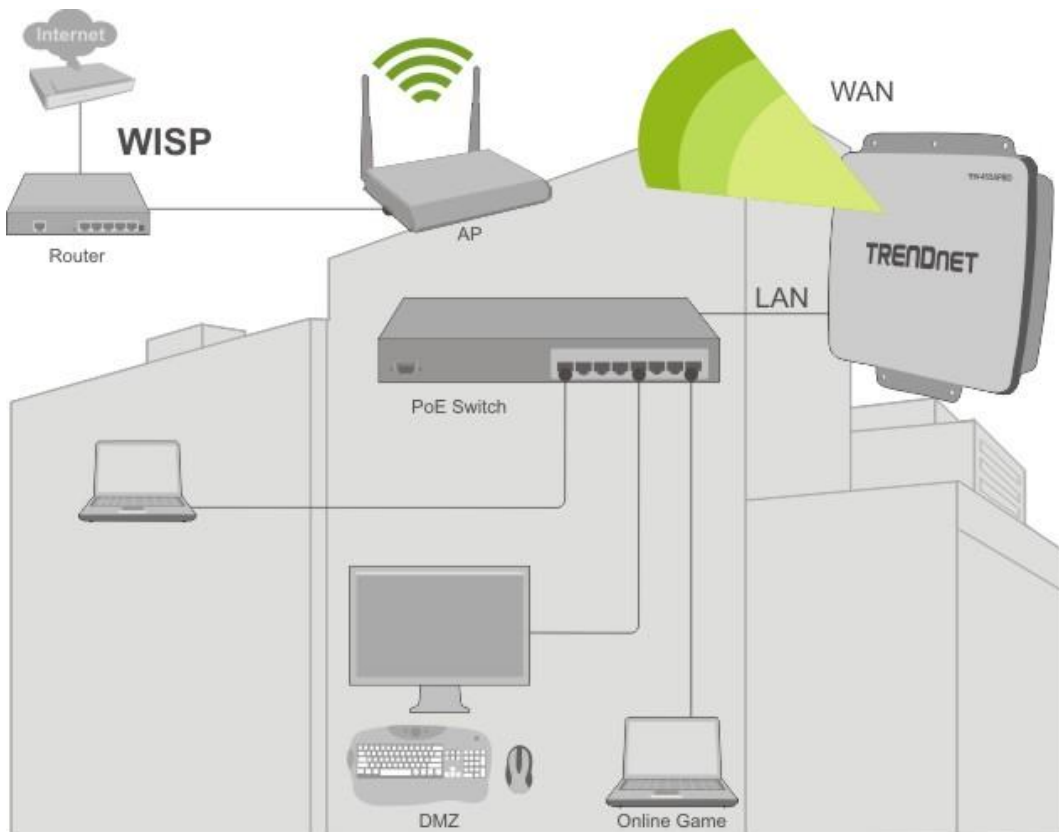 Internet
WISP
Router
AP
WAN
TRENDnET
LAN
PoE Switch
DMZ
Online Game